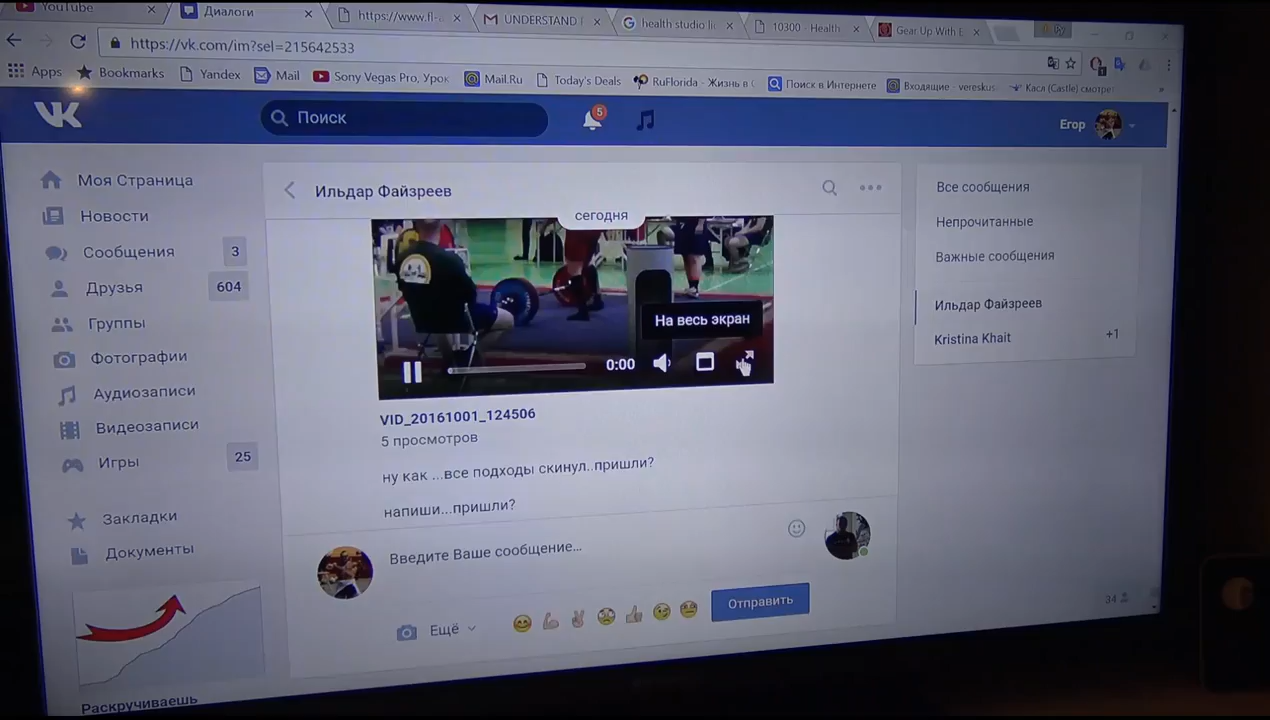 YouTube
Диалоги
https://www.fl-...
UNDERSTAND
health studio li
10300 - Health
Gear Up With E
https://vk.com/im?sel=215642533
Apps
Bookmarks
Yandex
Mail
Sony Vegas Pro, Урок
Mail.Ru
Today's Deals
RuFlorida - Жизнь в
Поиск в Интернете
Входящие - veresku
Касл (Castle) смотрет
Поиск
5
Егор
Моя Страница
Новости
Сообщения 3
Друзья 604
Группы
Фотографии
Аудиозаписи
Видеозаписи
Игры 25
Закладки
Документы
Раскручиваешь
Ильдар Файзреев
сегодня
На весь экран
0:00
VID_20161001_124506
5 просмотров
ну как ...все подходы скинул..пришли?
напиши...пришли?
Введите Ваше сообщение...
Ещё
Отправить
Все сообщения
Непрочитанные
Важные сообщения
Ильдар Файзреев
Kristina Khait +1
34